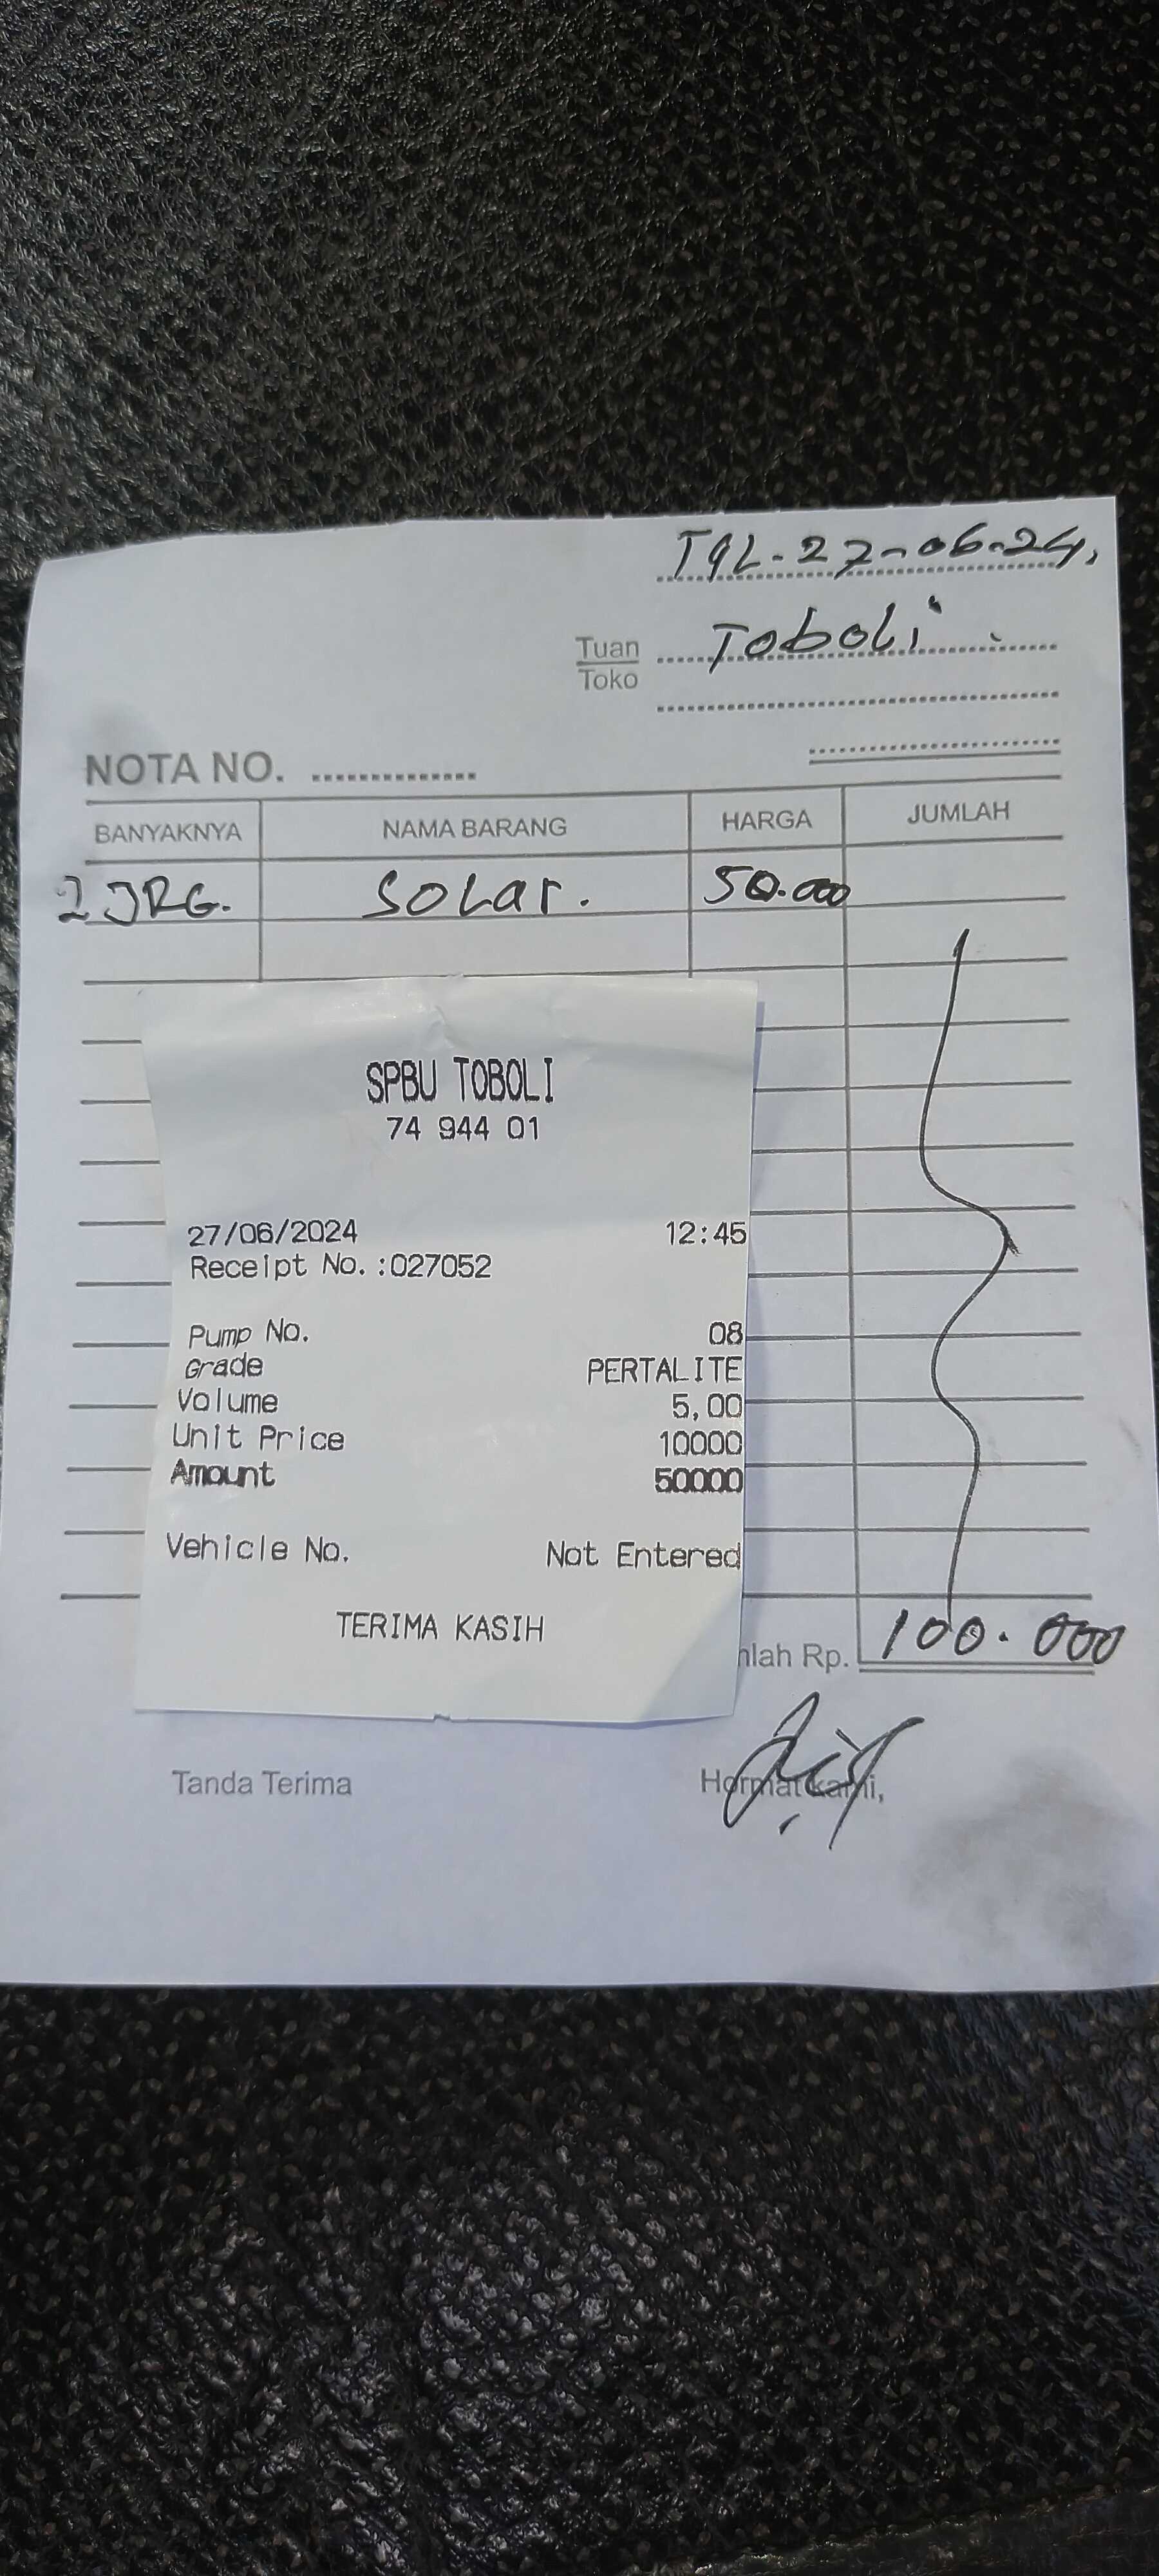 TGL. 27-06-24,
Tuan
Toko
Toboli
NOTA NO.
BANYAKNYA NAMA BARANG HARGA JUMLAH
2 JRG. SOLAr. 50.000
SPBU TOBOLI
74 944 01
27/06/2024 12:45
Receipt No. :027052
Pump No. 08
Grade PERTALITE
Volume 5,00
Unit Price 10000
Amount 50000
Vehicle No. Not Entered
TERIMA KASIH
nlah Rp. 100.000
Tanda Terima Hormat kami,